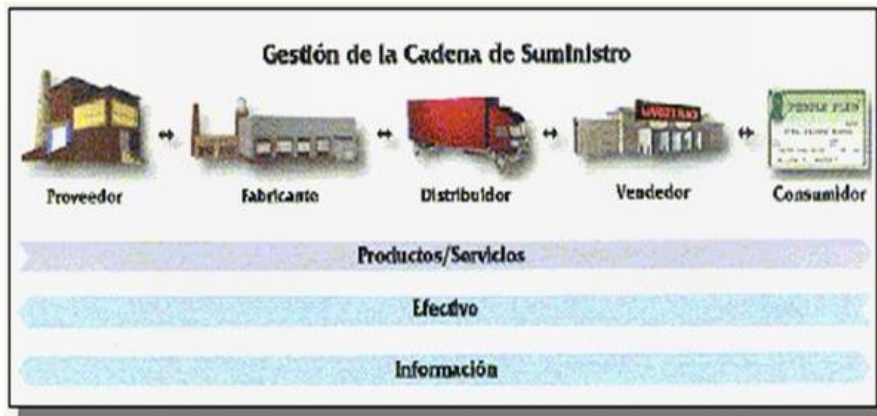 Gestión de la Cadena de Suministro
Proveedor
Fabricante
Distribuidor
Vendedor
Consumidor
Productos/Servicios
Efectivo
Información